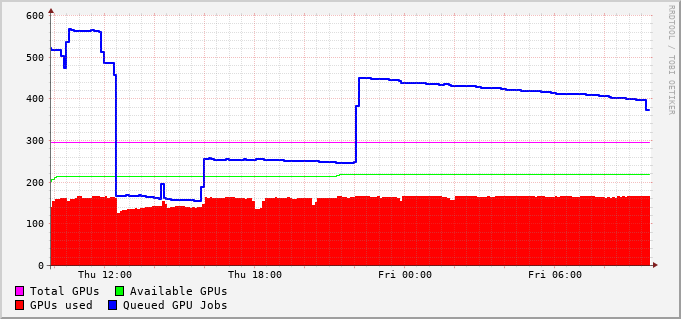 RRDTOOL / TOBI OETIKER
600
500
400
300
200
100
0
Thu 12:00 Thu 18:00 Fri 00:00 Fri 06:00
Total GPUs Available GPUs
GPUs used Queued GPU Jobs